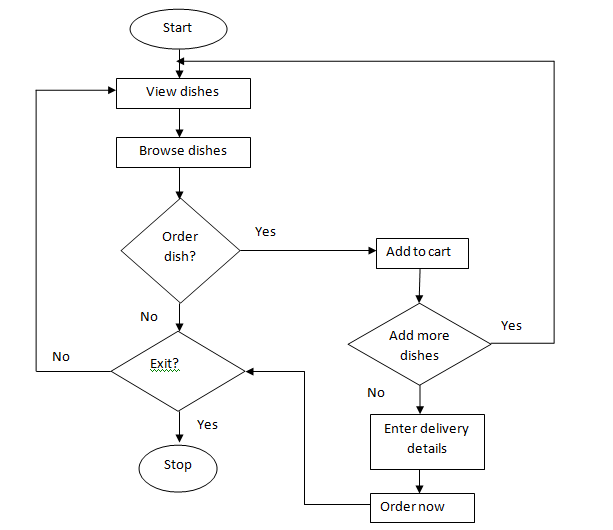 Start
View dishes
Browse dishes
Order
dish?
Yes
Add to cart
No
Add more
dishes
Yes
Exit?
No
No
Yes
Enter delivery
details
Stop
Order now